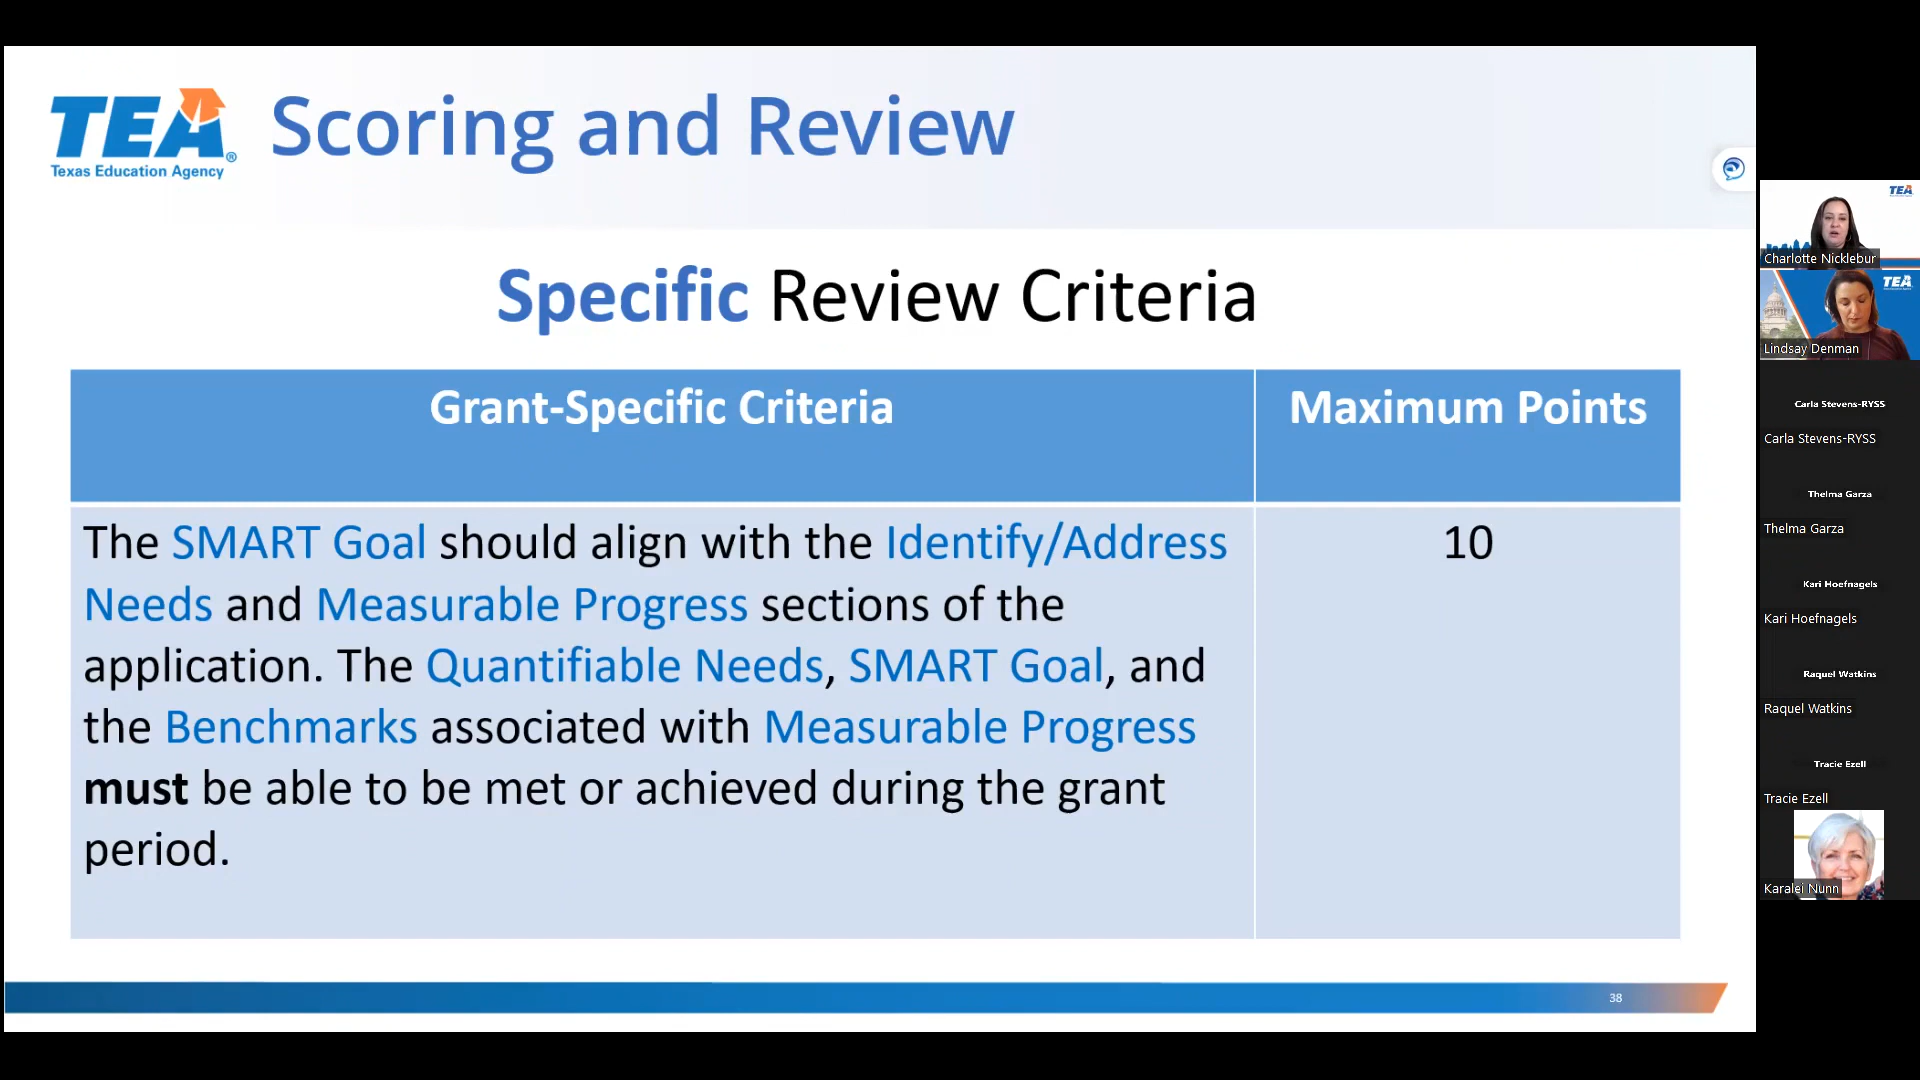 TEA®
Texas Education Agency
Scoring and Review
Specific Review Criteria
Grant-Specific Criteria
Maximum Points
The SMART Goal should align with the Identify/Address
Needs and Measurable Progress sections of the
application. The Quantifiable Needs, SMART Goal, and
the Benchmarks associated with Measurable Progress
must be able to be met or achieved during the grant
period.
10
38
TEA
Charlotte Nicklebur
TEA
Lindsay Denman
Carla Stevens-RYSS
Carla Stevens-RYSS
Thelma Garza
Thelma Garza
Kari Hoefnagels
Kari Hoefnagels
Raquel Watkins
Raquel Watkins
Tracie Ezell
Tracie Ezell
Karalei Nunn